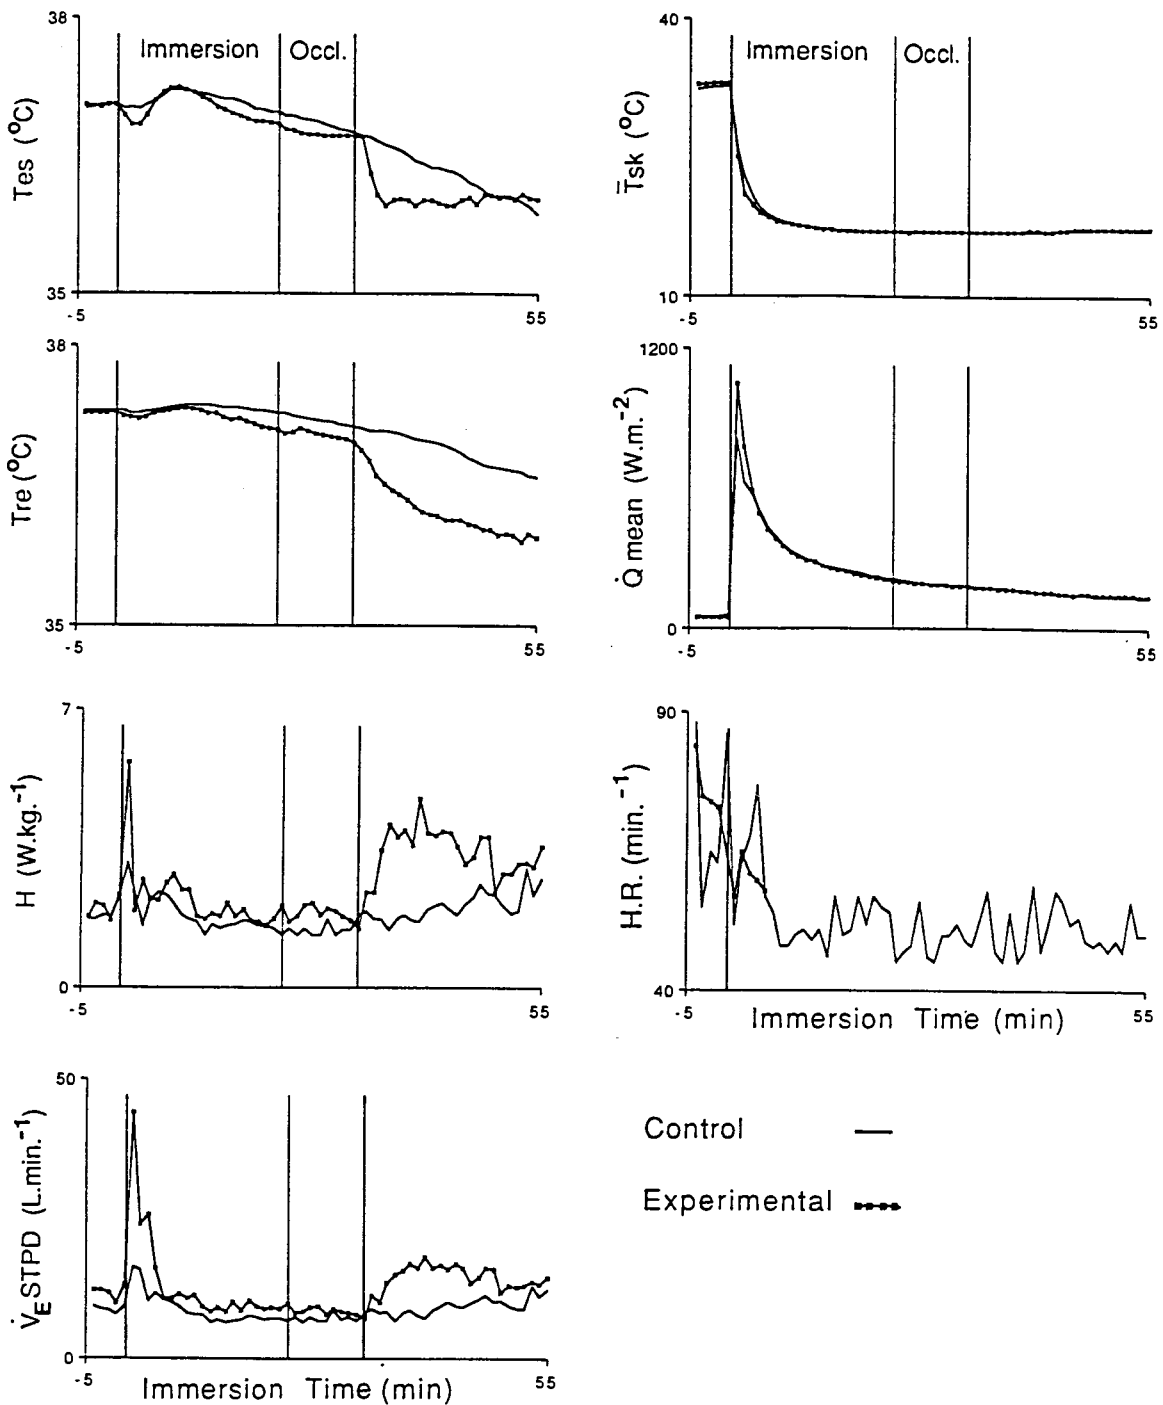 38
Immersion
Occl.
Tes (°C)
35
-5
55
40
Immersion
Occl.
T̄sk (°C)
10
-5
55
38
Tre (°C)
35
-5
55
1200
Q̇ mean (W.m.⁻²)
0
-5
55
7
H (W.kg.⁻¹)
0
-5
55
90
H.R. (min.⁻¹)
40
-5
55
Immersion Time (min)
50
V̇E STPD (L.min.⁻¹)
0
-5
55
Immersion Time (min)
Control
Experimental